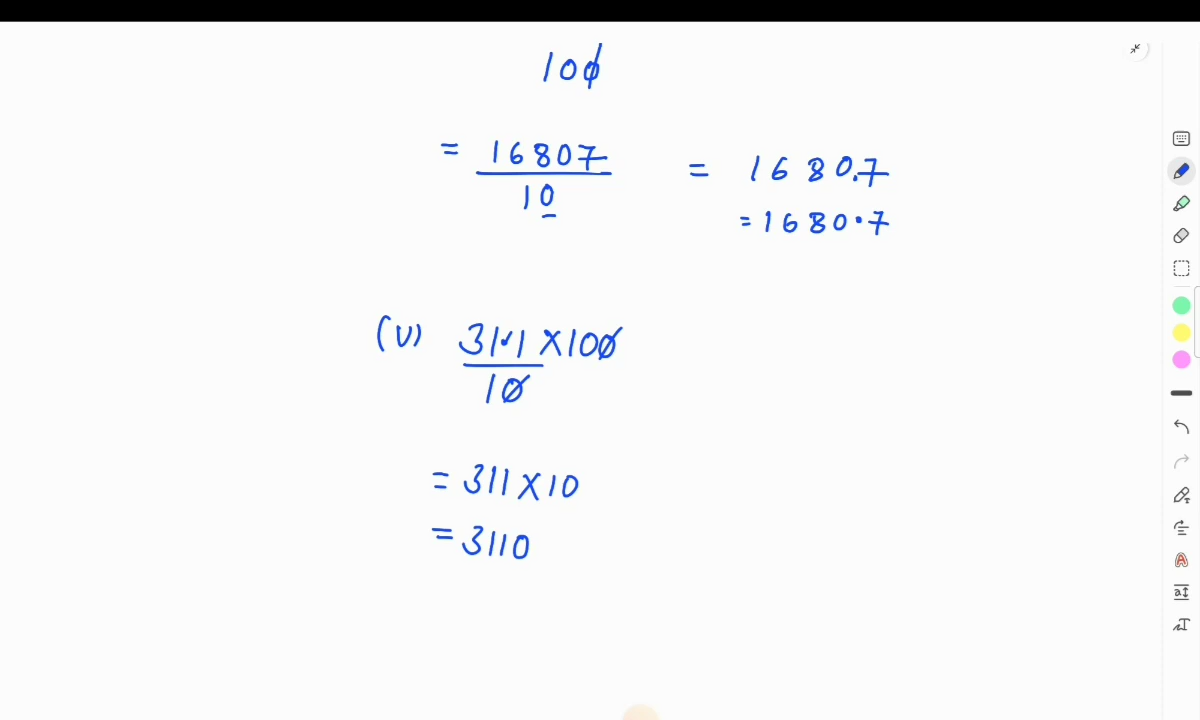 100
= 16807/10 = 1680.7
= 1680.7
(v) 31.1/10 × 100
= 311 × 10
= 3110